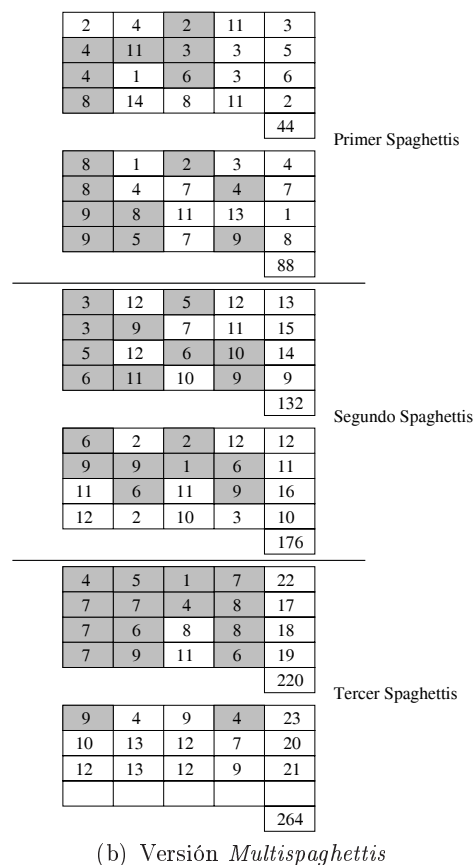 2 4 2 11 3
4 11 3 3 5
4 1 6 3 6
8 14 8 11 2
44
Primer Spaghettis
8 1 2 3 4
8 4 7 4 7
9 8 11 13 1
9 5 7 9 8
88
3 12 5 12 13
3 9 7 11 15
5 12 6 10 14
6 11 10 9 9
132
Segundo Spaghettis
6 2 2 12 12
9 9 1 6 11
11 6 11 9 16
12 2 10 3 10
176
4 5 1 7 22
7 7 4 8 17
7 6 8 8 18
7 9 11 6 19
220
Tercer Spaghettis
9 4 9 4 23
10 13 12 7 20
12 13 12 9 21
264
(b) Versión Multispaghettis